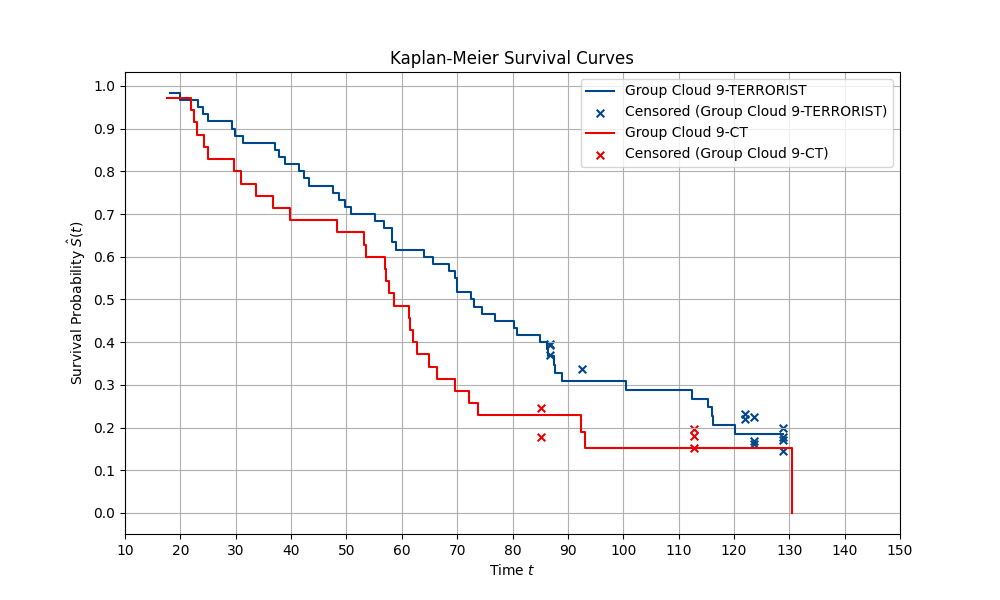 Kaplan-Meier Survival Curves
Group Cloud 9-TERRORIST
Censored (Group Cloud 9-TERRORIST)
Group Cloud 9-CT
Censored (Group Cloud 9-CT)
Survival Probability $\hat{S}(t)$
1.0
0.9
0.8
0.7
0.6
0.5
0.4
0.3
0.2
0.1
0.0
10 20 30 40 50 60 70 80 90 100 110 120 130 140 150
Time t